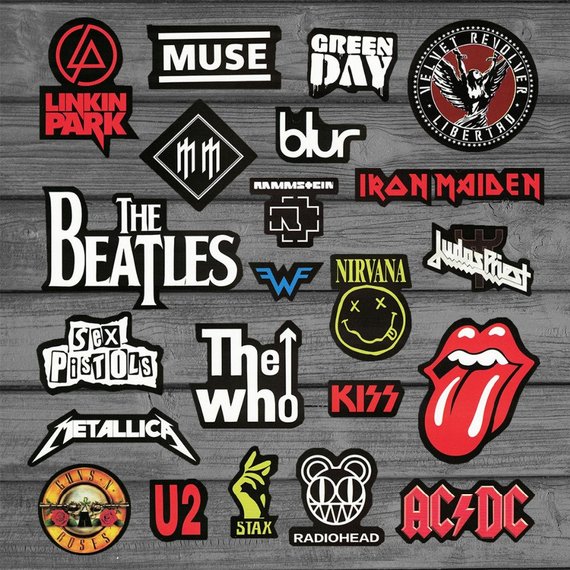 LINKIN
PARK
MUSE
GREEN
DAY
VELVET REVOLVER
LIBERTAD
MM
blur
RAMMSTEIN
IRON MAIDEN
THE
BEATLES
W
NIRVANA
Judas Priest
SEX
PISTOLS
The
who
KISS
METALLICA
GUNS N'
ROSES
U2
STAX
RADIOHEAD
AC DC